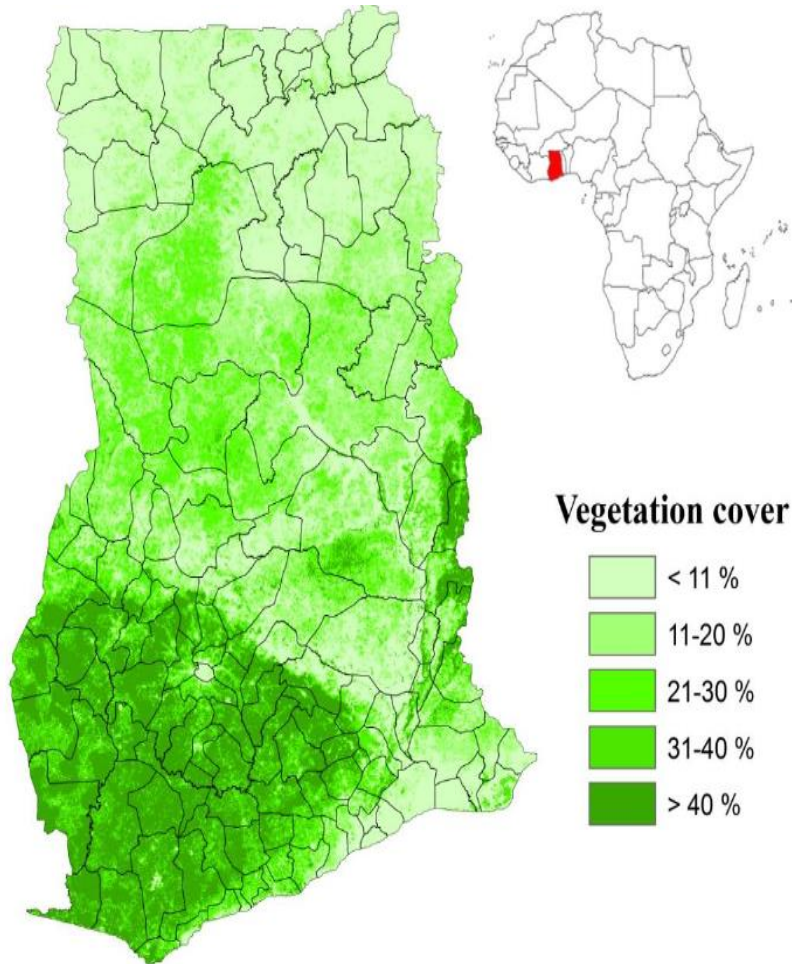 Vegetation cover
< 11 %
11-20 %
21-30 %
31-40 %
> 40 %